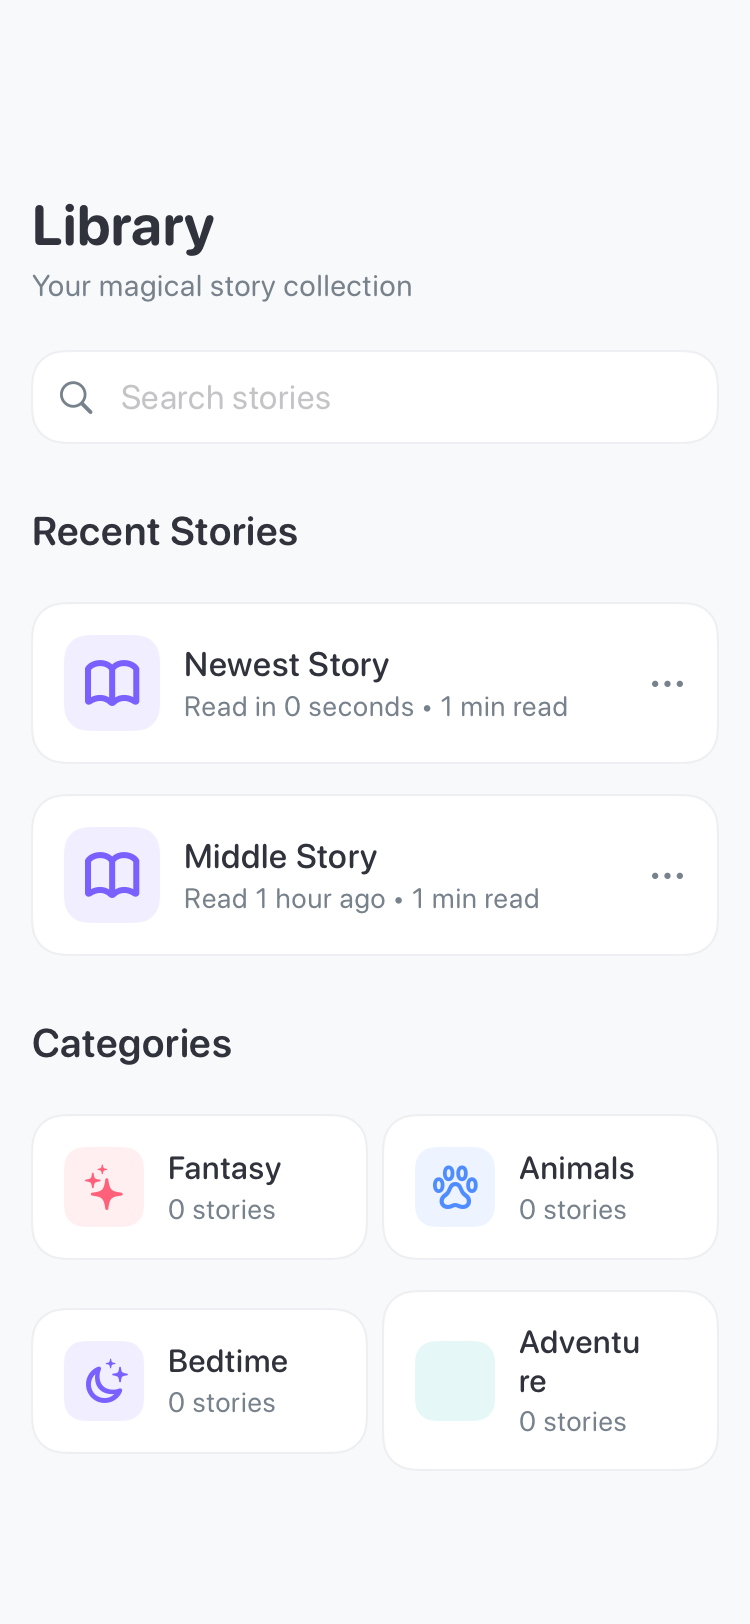 Library
Your magical story collection
Search stories
Recent Stories
Newest Story
Read in 0 seconds • 1 min read
Middle Story
Read 1 hour ago • 1 min read
Categories
Fantasy
0 stories
Animals
0 stories
Bedtime
0 stories
Adventu
re
0 stories